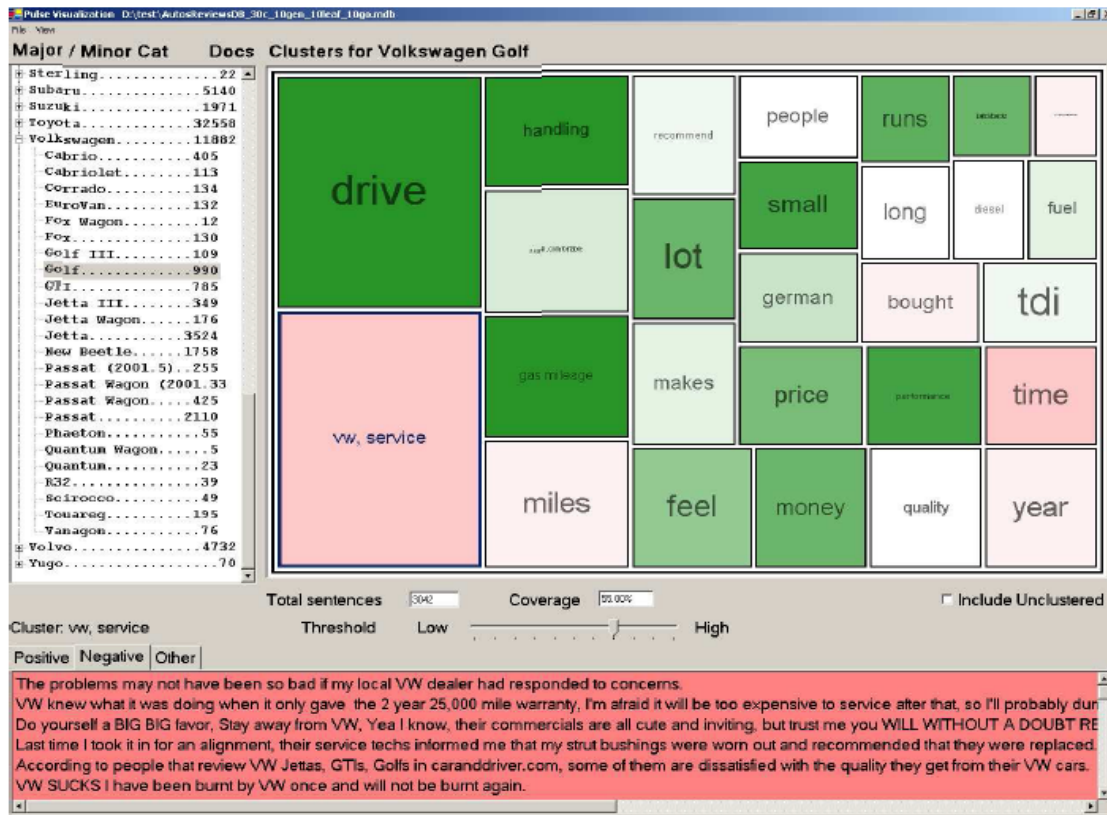 Pulse Visualization D:\test\AutosReviewsDB_30c_10gen_10leaf_10go.mdb
File View
Major / Minor Cat Docs
Clusters for Volkswagen Golf
Sterling..............22
Subaru..............5140
Suzuki..............1971
Toyota.............32558
Volkswagen.........11882
Cabrio............405
Cabriolet.........113
Corrado...........134
EuroVan...........132
Fox Wagon..........12
Fox...............130
Golf III..........109
Golf..............990
GTI...............785
Jetta III.........349
Jetta Wagon.......176
Jetta............3524
New Beetle.......1758
Passat (2001.5)..255
Passat Wagon (2001.33
Passat Wagon......425
Passat...........2110
Phaeton............55
Quantum Wagon.......5
Quantum............23
R32................39
Scirocco...........49
Touareg...........195
Vanagon............76
Volvo...............4732
Yugo..................70
drive
handling
recommend
people
runs
small
long
diesel
fuel
lot
german
bought
tdi
vw, service
gas mileage
makes
price
performance
time
miles
feel
money
quality
year
Total sentences 3042 Coverage 55.00% Include Unclustered
Cluster: vw, service Threshold Low High
Positive Negative Other
The problems may not have been so bad if my local VW dealer had responded to concerns.
VW knew what it was doing when it only gave the 2 year 25,000 mile warranty, I'm afraid it will be too expensive to service after that, so I'll probably dum
Do yourself a BIG BIG favor, Stay away from VW, Yea I know, their commercials are all cute and inviting, but trust me you WILL WITHOUT A DOUBT RE
Last time I took it in for an alignment, their service techs informed me that my strut bushings were worn out and recommended that they were replaced.
According to people that review VW Jettas, GTIs, Golfs in caranddriver.com, some of them are dissatisfied with the quality they get from their VW cars.
VW SUCKS I have been burnt by VW once and will not be burnt again.